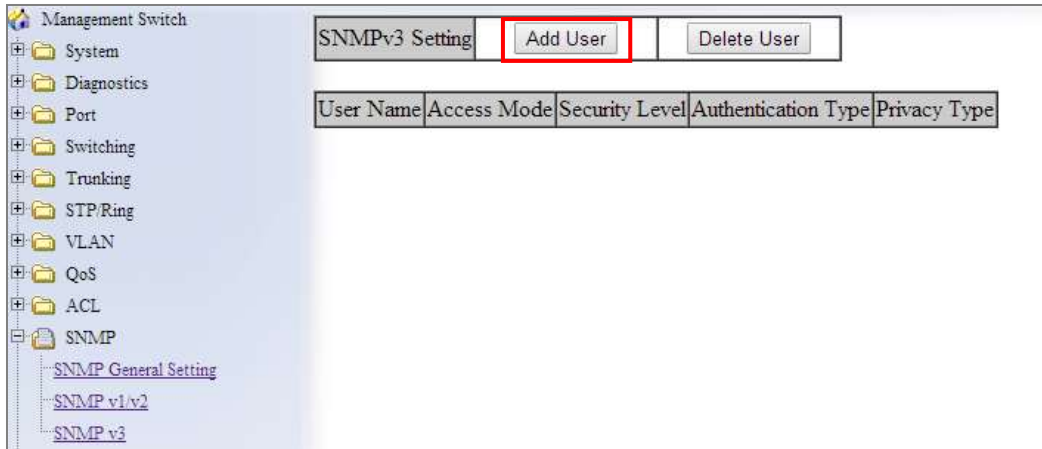 Management Switch
System
Diagnostics
Port
Switching
Trunking
STP/Ring
VLAN
QoS
ACL
SNMP
SNMP General Setting
SNMP v1/v2
SNMP v3
SNMPv3 Setting Add User Delete User
User Name Access Mode Security Level Authentication Type Privacy Type